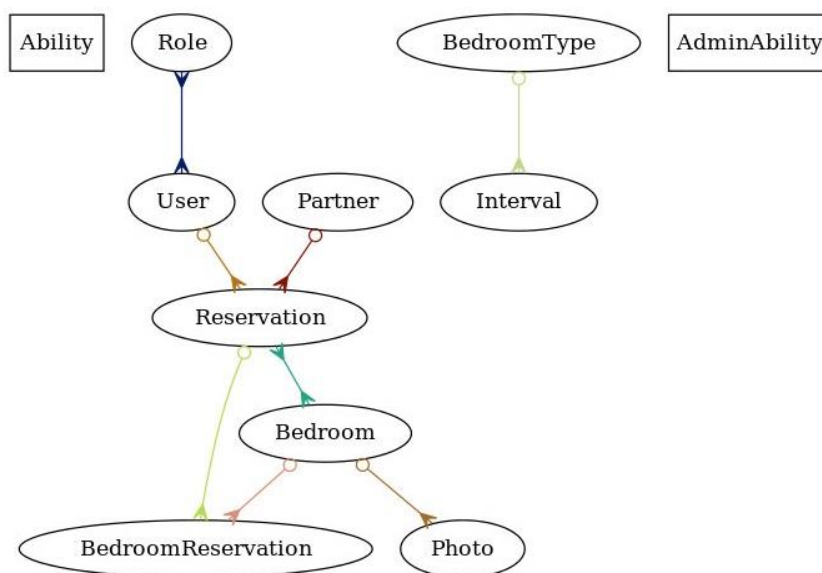 Ability
Role
BedroomType
AdminAbility
User
Partner
Interval
Reservation
Bedroom
BedroomReservation
Photo